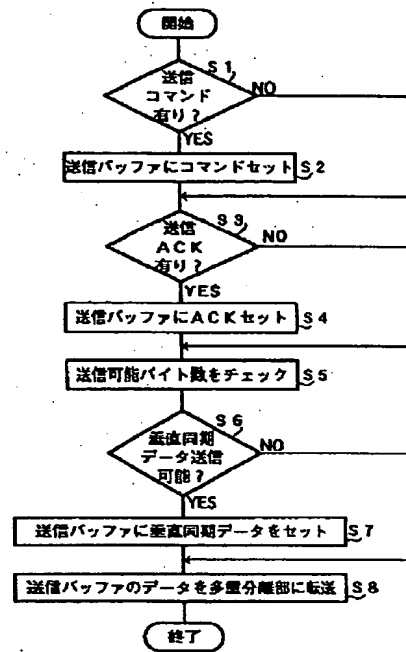 開始
S1
送信
コマンド
有り?
NO
YES
送信バッファにコマンドセット
S2
S3
送信
ACK
有り?
NO
YES
送信バッファにACKセット
S4
送信可能バイト数をチェック
S5
S6
垂直同期
データ送信
可能?
NO
YES
送信バッファに垂直同期データをセット
S7
送信バッファのデータを多重分離部に転送
S8
終了